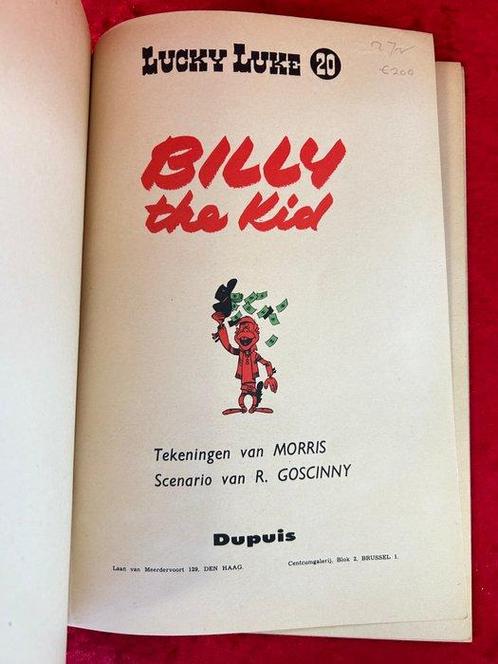 LUCKY LUKE 20
€200
BILLY
the Kid
Tekeningen van MORRIS
Scenario van R. GOSCINNY
Dupuis
Laan van Meerdervoort 129, DEN HAAG. Centrumgalerij, Blok 2, BRUSSEL 1.